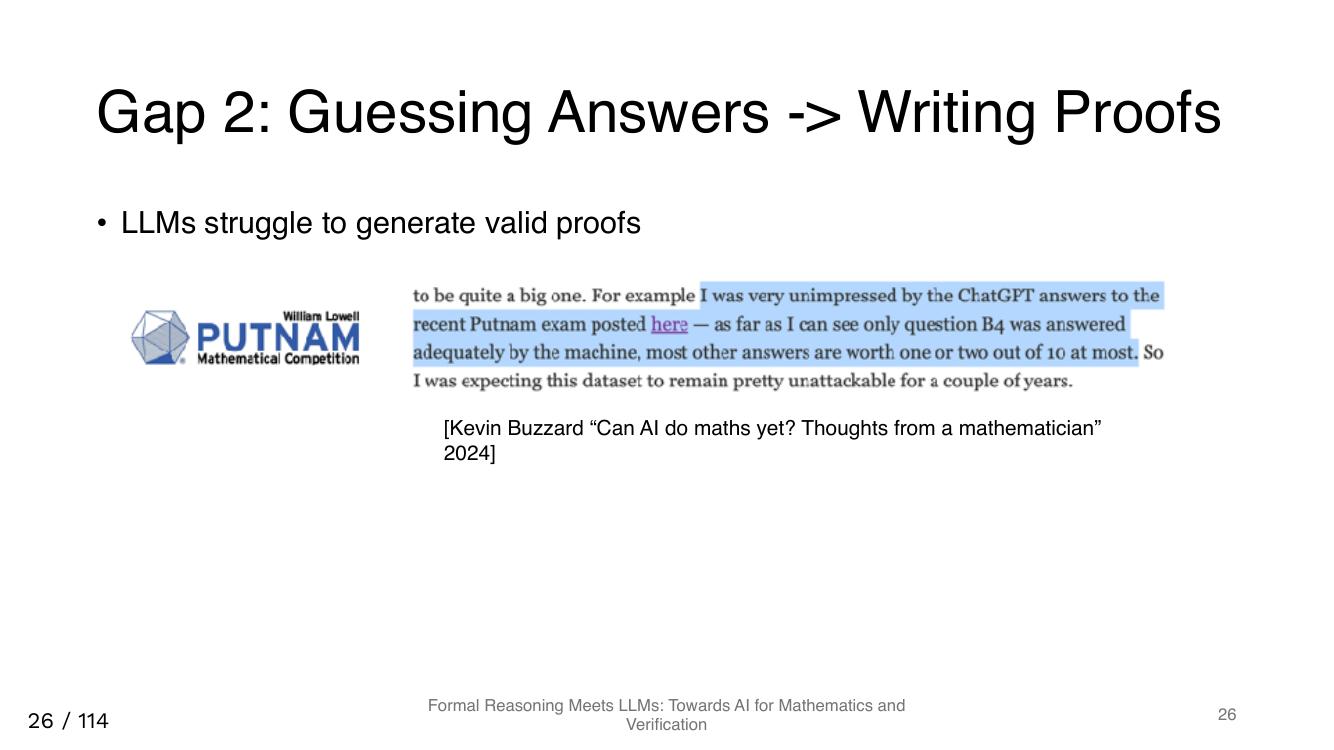 Gap 2: Guessing Answers -> Writing Proofs
• LLMs struggle to generate valid proofs
William Lowell
PUTNAM
Mathematical Competition
to be quite a big one. For example I was very unimpressed by the ChatGPT answers to the
recent Putnam exam posted here — as far as I can see only question B4 was answered
adequately by the machine, most other answers are worth one or two out of 10 at most. So
I was expecting this dataset to remain pretty unattackable for a couple of years.
[Kevin Buzzard “Can AI do maths yet? Thoughts from a mathematician”
2024]
26 / 114
Formal Reasoning Meets LLMs: Towards AI for Mathematics and
Verification
26